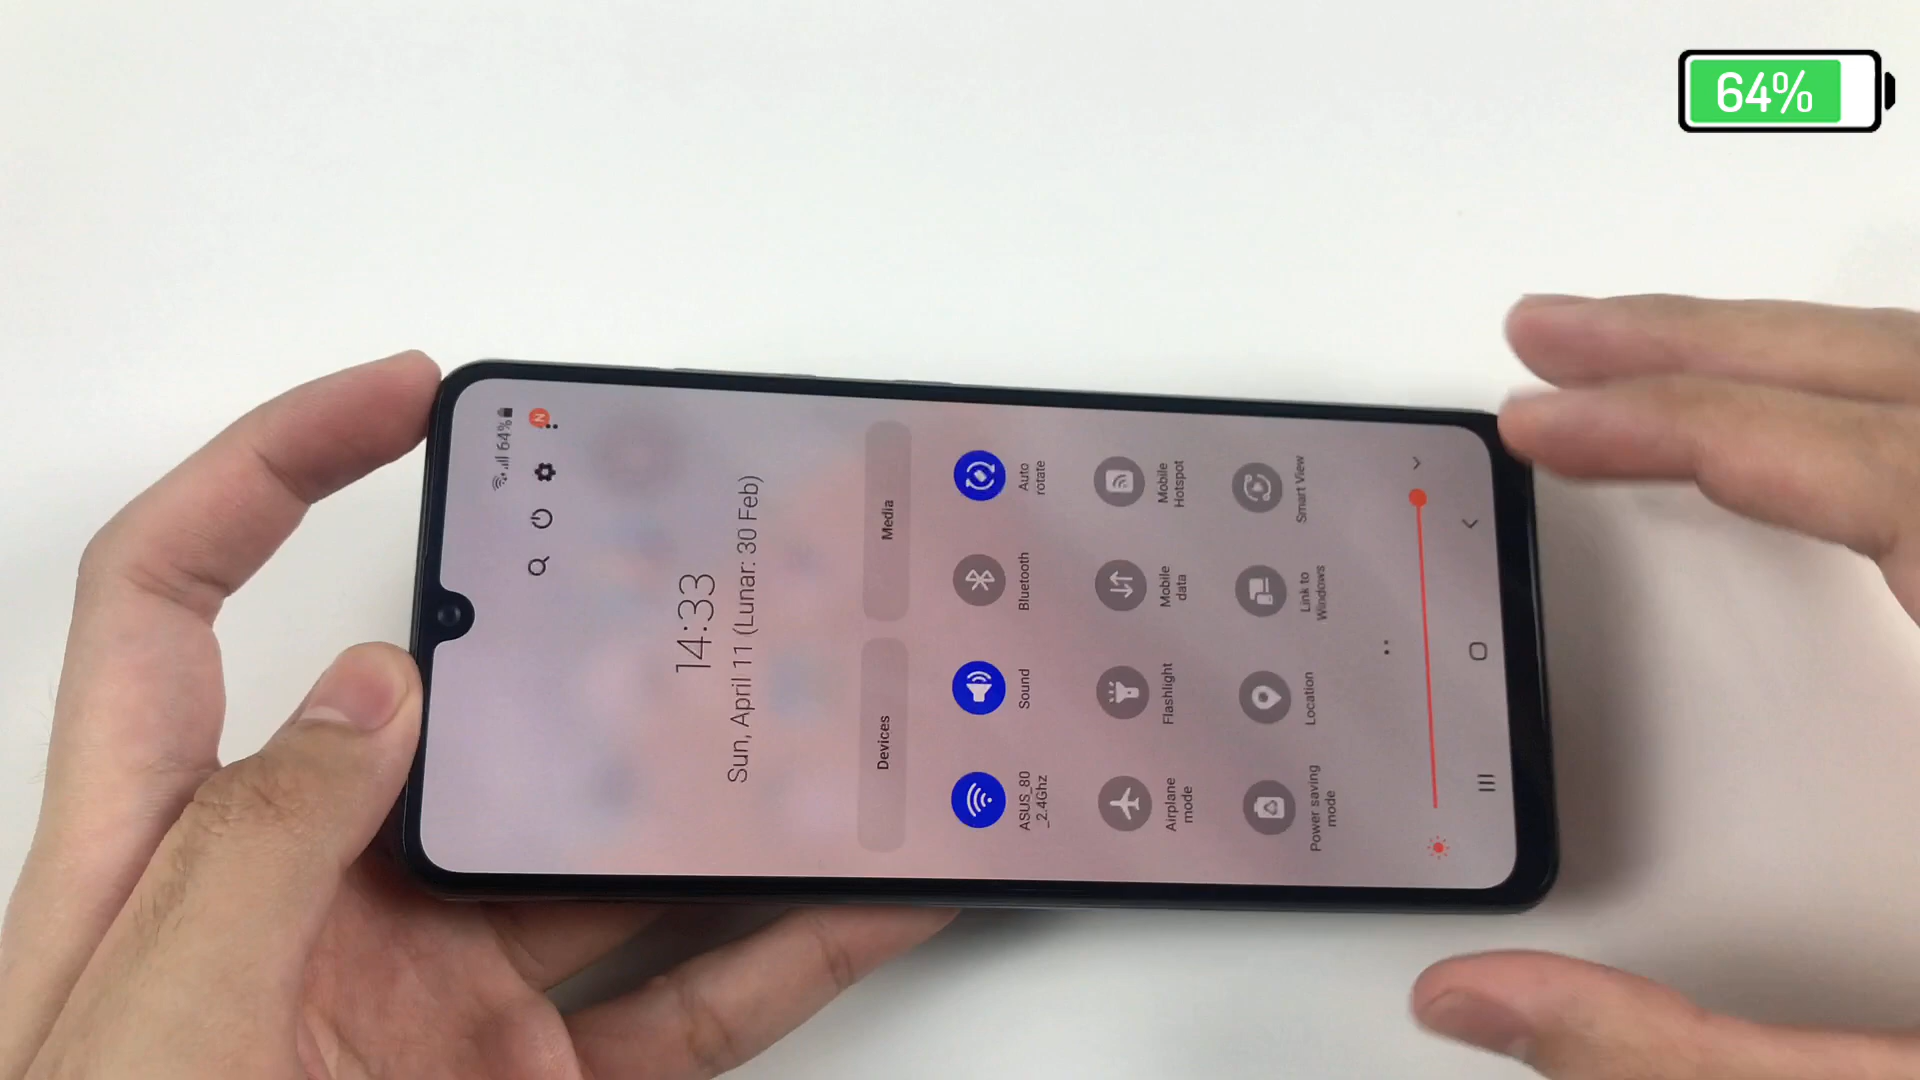 64%
64%
N
14:33
Sun, April 11 (Lunar: 30 Feb)
Devices
Media
ASUS_80
_2.4Ghz
Sound
Bluetooth
Auto
rotate
Airplane
mode
Flashlight
Mobile
data
Mobile
Hotspot
Power saving
mode
Location
Link to
Windows
Smart View